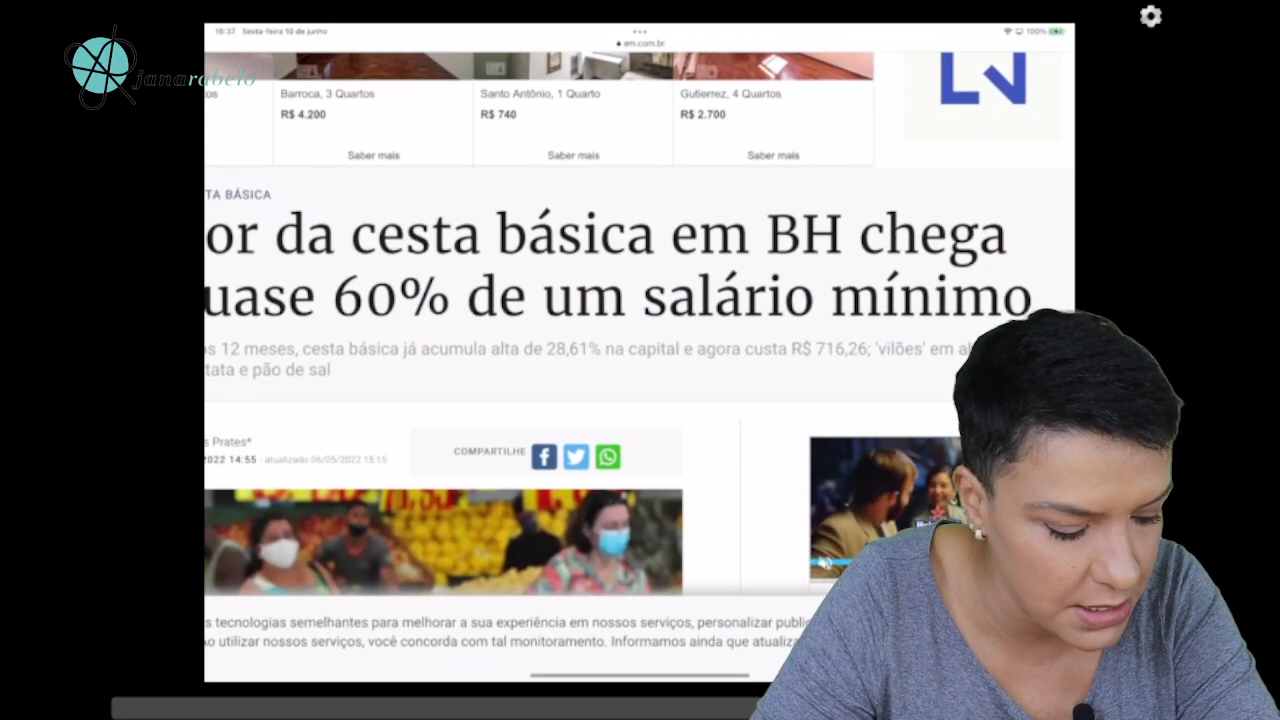 16:37 Sexta-feira 10 de junho
100%
em.com.br
janarabelo
Barroca, 3 Quartos
Santo Antônio, 1 Quarto
Gutierrez, 4 Quartos
R$ 4.200
R$ 740
R$ 2.700
Saber mais
Saber mais
Saber mais
TA BÁSICA
or da cesta básica em BH chega
uase 60% de um salário mínimo
s 12 meses, cesta básica já acumula alta de 28,61% na capital e agora custa R$ 716,26; 'vilões' em
tata e pão de sal
s Prates*
2022 14:55 - atualizado 06/05/2022 15:15
COMPARTILHE
s tecnologias semelhantes para melhorar a sua experiência em nossos serviços, personalizar public
o utilizar nossos serviços, você concorda com tal monitoramento. Informamos ainda que atualiza